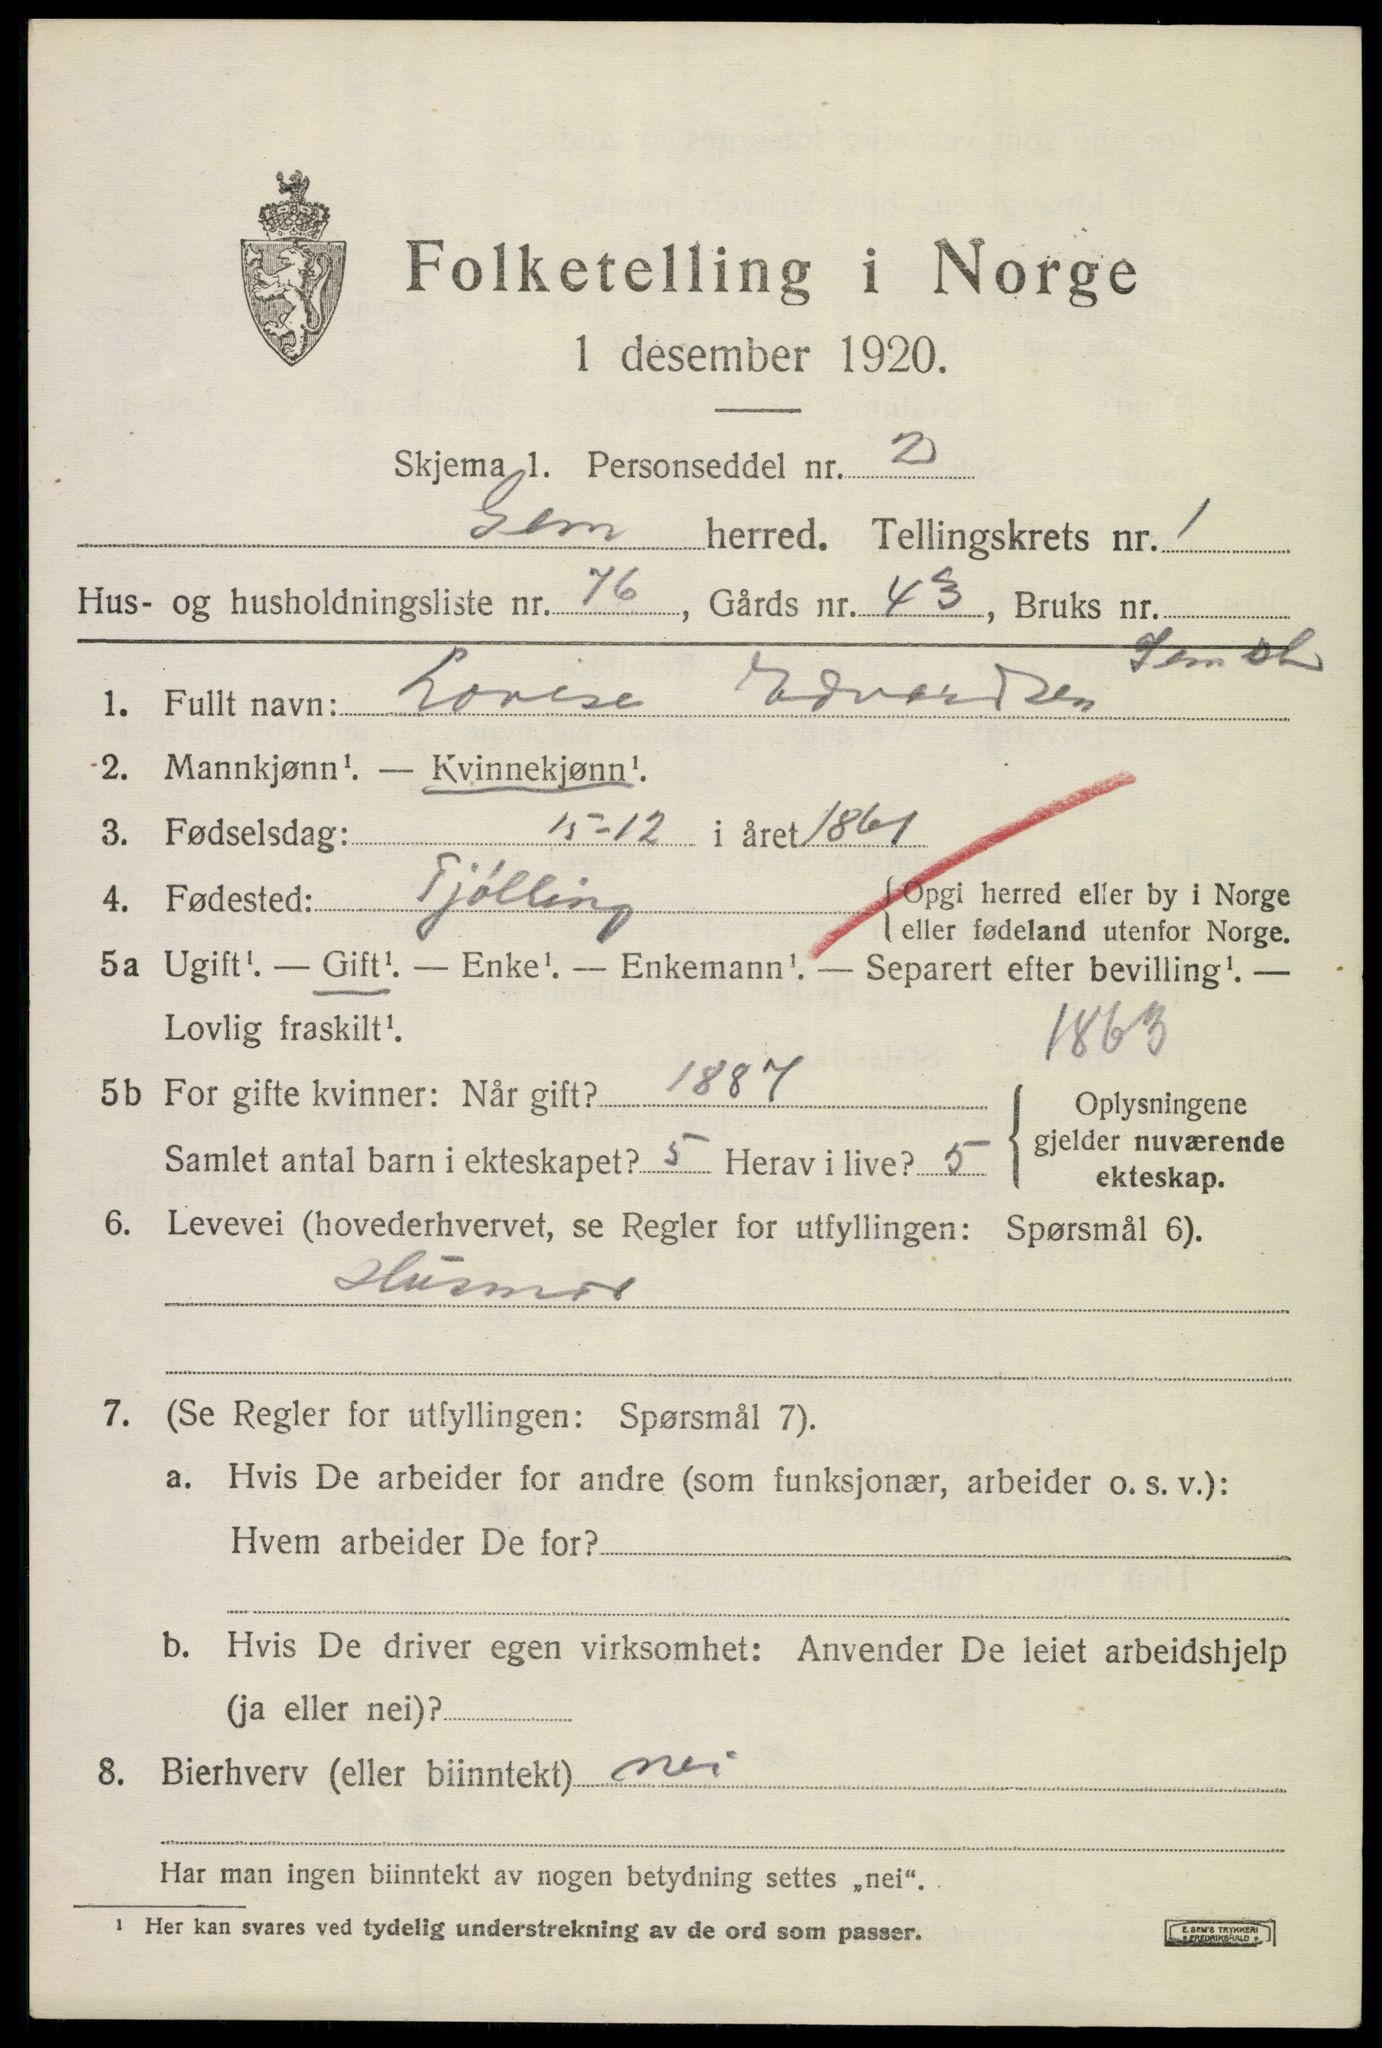 Folketelling i Norge
1 desember 1920.
Skjema 1. Personseddel nr. 2
Sem herred. Tellingskrets nr. 1
Hus- og husholdningsliste nr. 76, Gårds nr. 43, Bruks nr.
Sem
1. Fullt navn: Lovise Edvardsen
2. Mannkjønn¹. — Kvinnekjønn¹.
3. Fødselsdag: 15-12 i året 1861
4. Fødested: Tjølling {Opgi herred eller by i Norge
eller fødeland utenfor Norge.
5a Ugift¹. — Gift¹. — Enke¹. — Enkemann¹. — Separert efter bevilling¹. —
Lovlig fraskilt¹.
1863
5b For gifte kvinner: Når gift? 1887
Samlet antal barn i ekteskapet? 5 Herav i live? 5
{Oplysningene
gjelder nuværende
ekteskap.
6. Levevei (hovederhvervet, se Regler for utfyllingen: Spørsmål 6).
Husmor
7. (Se Regler for utfyllingen: Spørsmål 7).
a. Hvis De arbeider for andre (som funksjonær, arbeider o. s. v.):
Hvem arbeider De for?
b. Hvis De driver egen virksomhet: Anvender De leiet arbeidshjelp
(ja eller nei)?
8. Bierhverv (eller biinntekt) nei
Har man ingen biinntekt av nogen betydning settes „nei“.
¹ Her kan svares ved tydelig understrekning av de ord som passer.
E. SEM'S TRYKKERI
FREDRIKSHALD